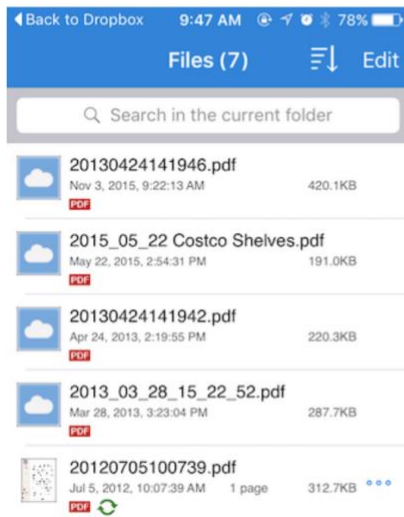 Back to Dropbox 9:47 AM 78%
Files (7) Edit
Search in the current folder
20130424141946.pdf
Nov 3, 2015, 9:22:13 AM 420.1KB
PDF
2015_05_22 Costco Shelves.pdf
May 22, 2015, 2:54:31 PM 191.0KB
PDF
20130424141942.pdf
Apr 24, 2013, 2:19:55 PM 220.3KB
PDF
2013_03_28_15_22_52.pdf
Mar 28, 2013, 3:23:04 PM 287.7KB
PDF
20120705100739.pdf
Jul 5, 2012, 10:07:39 AM 1 page 312.7KB
PDF